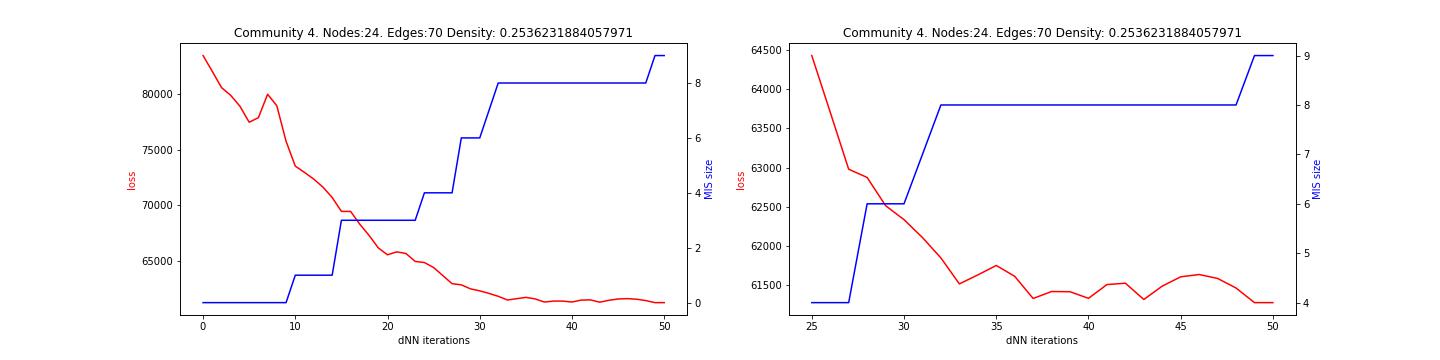 Community 4. Nodes:24. Edges:70 Density: 0.2536231884057971
80000
75000
70000
65000
loss
8
6
4
2
0
MIS size
0 10 20 30 40 50
dNN iterations
Community 4. Nodes:24. Edges:70 Density: 0.2536231884057971
64500
64000
63500
63000
62500
62000
61500
loss
9
8
7
6
5
4
MIS size
25 30 35 40 45 50
dNN iterations